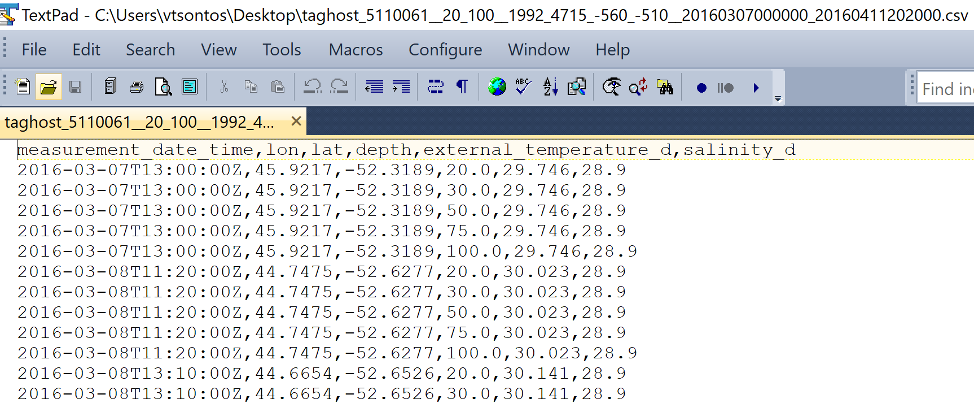 TextPad - C:\Users\vtsontos\Desktop\taghost_5110061__20_100__1992_4715_-560_-510__20160307000000_20160411202000.csv
File Edit Search View Tools Macros Configure Window Help
Find in
taghost_5110061__20_100__1992_4...
measurement_date_time,lon,lat,depth,external_temperature_d,salinity_d
2016-03-07T13:00:00Z,45.9217,-52.3189,20.0,29.746,28.9
2016-03-07T13:00:00Z,45.9217,-52.3189,30.0,29.746,28.9
2016-03-07T13:00:00Z,45.9217,-52.3189,50.0,29.746,28.9
2016-03-07T13:00:00Z,45.9217,-52.3189,75.0,29.746,28.9
2016-03-07T13:00:00Z,45.9217,-52.3189,100.0,29.746,28.9
2016-03-08T11:20:00Z,44.7475,-52.6277,20.0,30.023,28.9
2016-03-08T11:20:00Z,44.7475,-52.6277,30.0,30.023,28.9
2016-03-08T11:20:00Z,44.7475,-52.6277,50.0,30.023,28.9
2016-03-08T11:20:00Z,44.7475,-52.6277,75.0,30.023,28.9
2016-03-08T11:20:00Z,44.7475,-52.6277,100.0,30.023,28.9
2016-03-08T13:10:00Z,44.6654,-52.6526,20.0,30.141,28.9
2016-03-08T13:10:00Z,44.6654,-52.6526,30.0,30.141,28.9